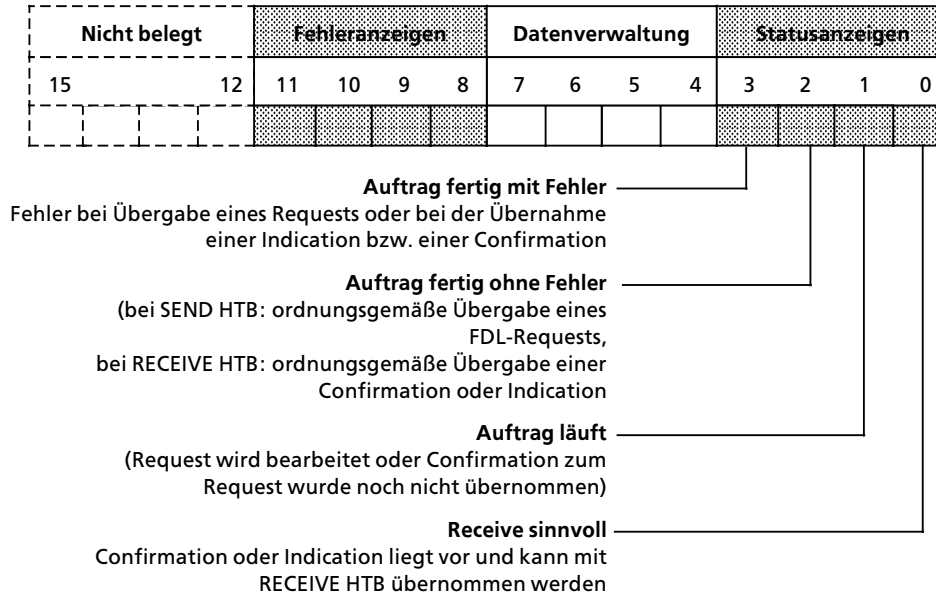 Nicht belegt Fehleranzeigen Datenverwaltung Statusanzeigen
15 12 11 10 9 8 7 6 5 4 3 2 1 0
Auftrag fertig mit Fehler
Fehler bei Übergabe eines Requests oder bei der Übernahme
einer Indication bzw. einer Confirmation
Auftrag fertig ohne Fehler
(bei SEND HTB: ordnungsgemäße Übergabe eines
FDL-Requests,
bei RECEIVE HTB: ordnungsgemäße Übergabe einer
Confirmation oder Indication
Auftrag läuft
(Request wird bearbeitet oder Confirmation zum
Request wurde noch nicht übernommen)
Receive sinnvoll
Confirmation oder Indication liegt vor und kann mit
RECEIVE HTB übernommen werden